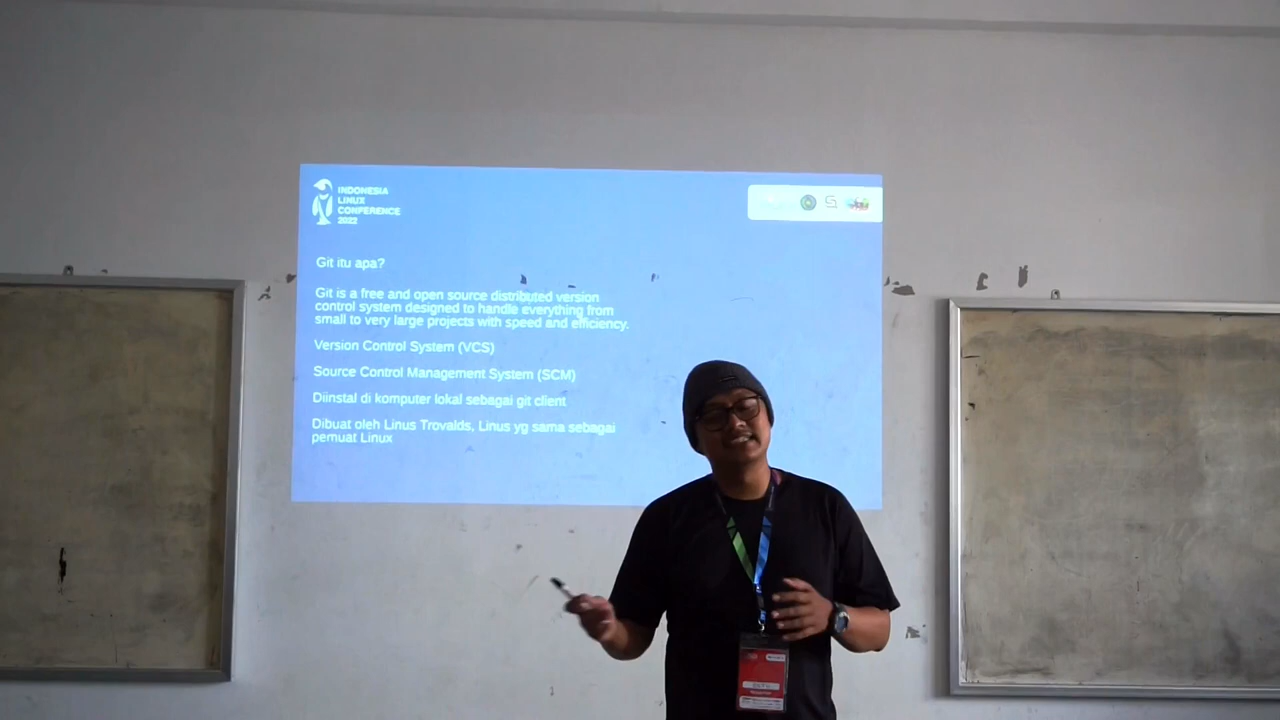 INDONESIA
LINUX
CONFERENCE
2022
Git itu apa?
Git is a free and open source distributed version
control system designed to handle everything from
small to very large projects with speed and efficiency.
Version Control System (VCS)
Source Control Management System (SCM)
Diinstal di komputer lokal sebagai git client
Dibuat oleh Linus Trovalds, Linus yg sama sebagai
pemuat Linux